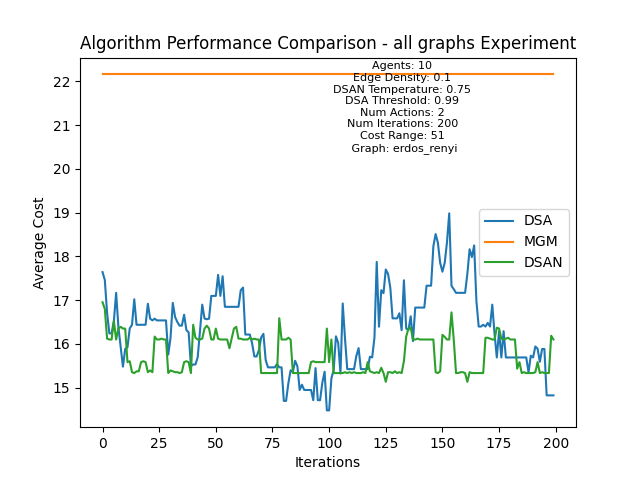 Algorithm Performance Comparison - all graphs Experiment
Agents: 10
Edge Density: 0.1
DSAN Temperature: 0.75
DSA Threshold: 0.99
Num Actions: 2
Num Iterations: 200
Cost Range: 51
Graph: erdos_renyi
22
21
20
19
18
17
16
15
Average Cost
DSA
MGM
DSAN
0 25 50 75 100 125 150 175 200
Iterations